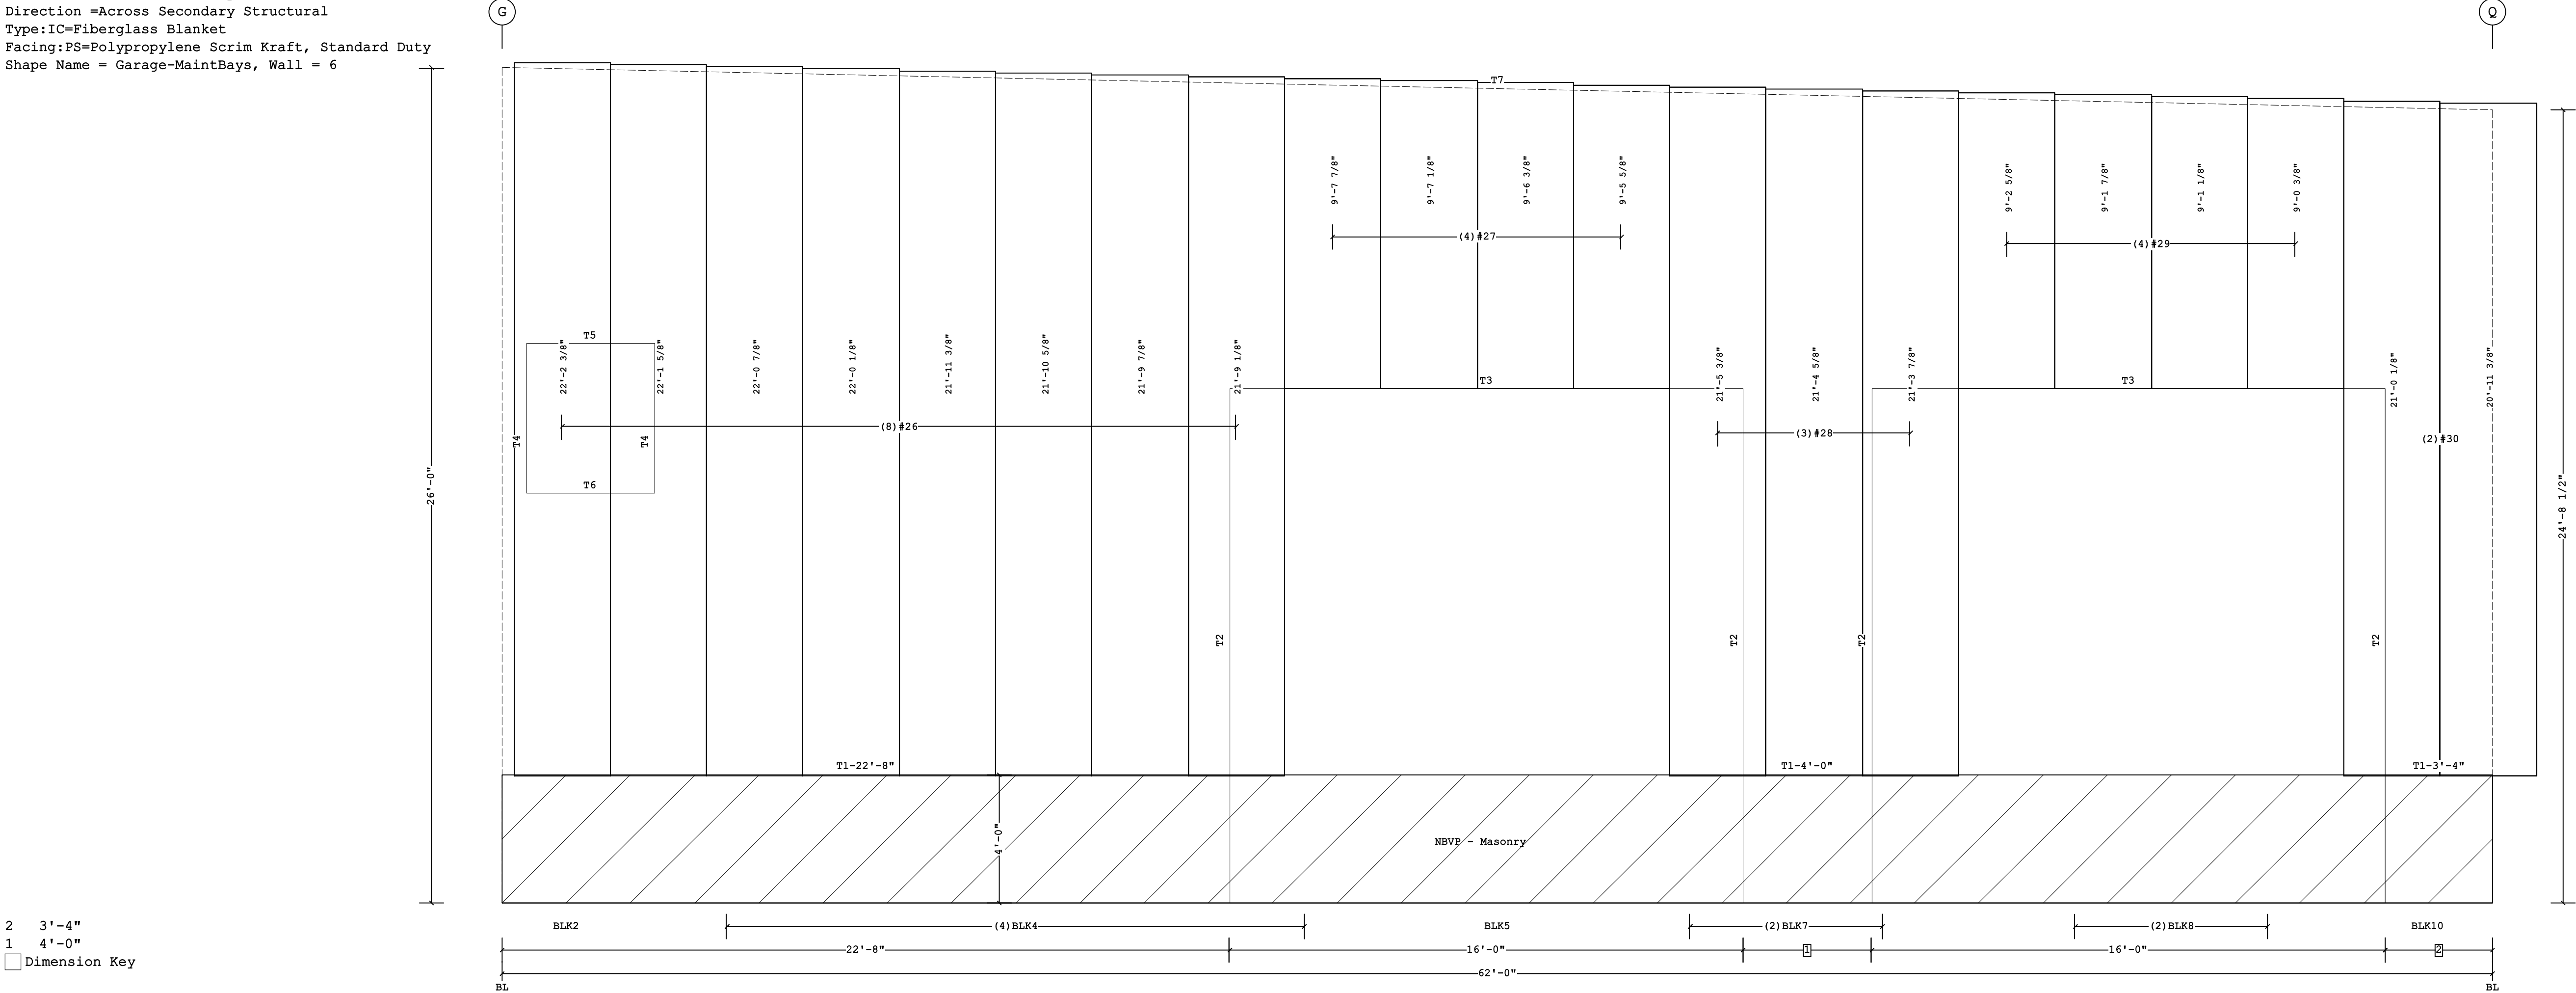 Direction =Across Secondary Structural
Type:IC=Fiberglass Blanket
Facing:PS=Polypropylene Scrim Kraft, Standard Duty
Shape Name = Garage-MaintBays, Wall = 6
G
Q
T7
9'-7 7/8"
9'-7 1/8"
9'-6 3/8"
9'-5 5/8"
9'-2 5/8"
9'-1 7/8"
9'-1 1/8"
9'-0 3/8"
(4)#27
(4)#29
T5
22'-2 3/8"
22'-1 5/8"
22'-0 7/8"
22'-0 1/8"
21'-11 3/8"
21'-10 5/8"
21'-9 7/8"
21'-9 1/8"
T3
21'-5 3/8"
21'-4 5/8"
21'-3 7/8"
T3
21'-0 1/8"
20'-11 3/8"
(8)#26
(3)#28
(2)#30
T4
T4
T6
26'-0"
24'-8 1/2"
T2
T2
T2
T2
T1-22'-8"
T1-4'-0"
T1-3'-4"
4'-0"
NBVP - Masonry
2 3'-4"
1 4'-0"
Dimension Key
BLK2
(4)BLK4
BLK5
(2)BLK7
(2)BLK8
BLK10
22'-8"
16'-0"
1
16'-0"
2
62'-0"
BL
BL